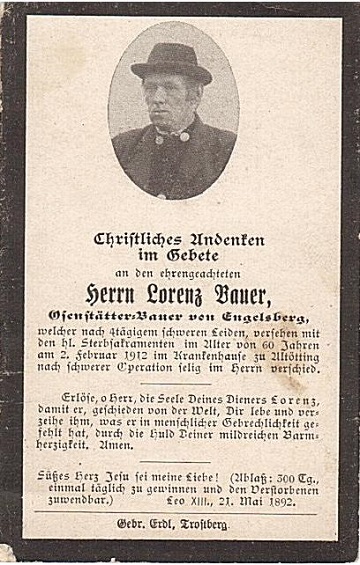 Christliches Andenken
im Gebete
an den ehrengeachteten
Herrn Lorenz Bauer,
Osenstätter-Bauer von Engelsberg,
welcher nach 4tägigem schweren Leiden, versehen mit
den hl. Sterbsakramenten im Alter von 60 Jahren
am 2. Februar 1912 im Krankenhause zu Altötting
nach schwerer Operation selig im Herrn verschied.
Erlöse, o Herr, die Seele Deines Dieners Lorenz,
damit er, geschieden von der Welt, Dir lebe und ver-
zeihe ihm, was er in menschlicher Gebrechlichkeit ge-
fehlt hat, durch die Huld Deiner mildreichen Barm-
herzigkeit. Amen.
Süßes Herz Jesu sei meine Liebe! (Ablaß: 300 Tg.,
einmal täglich zu gewinnen und den Verstorbenen
zuwendbar.) Leo XIII., 21. Mai 1892.
Gebr. Erdl, Trostberg.